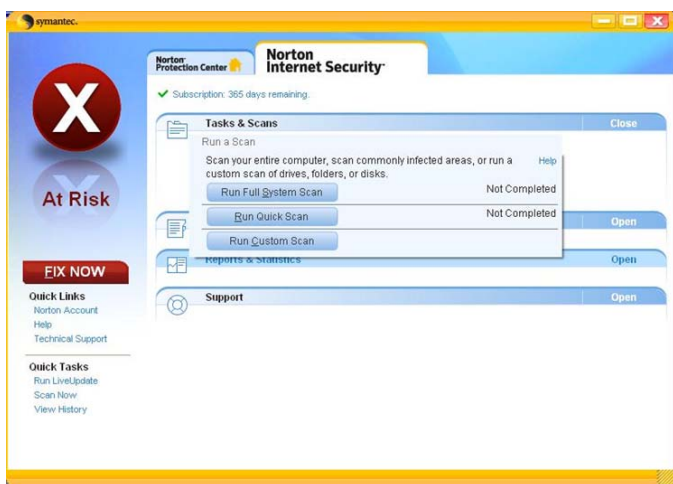 symantec.
Norton
Protection Center
Norton
Internet Security
Subscription: 365 days remaining.
X
At Risk
FIX NOW
Quick Links
Norton Account
Help
Technical Support
Quick Tasks
Run LiveUpdate
Scan Now
View History
Tasks & Scans
Close
Run a Scan
Scan your entire computer, scan commonly infected areas, or run a
custom scan of drives, folders, or disks.
Help
Run Full System Scan
Not Completed
Run Quick Scan
Not Completed
Run Custom Scan
Open
Reports & Statistics
Open
Support
Open